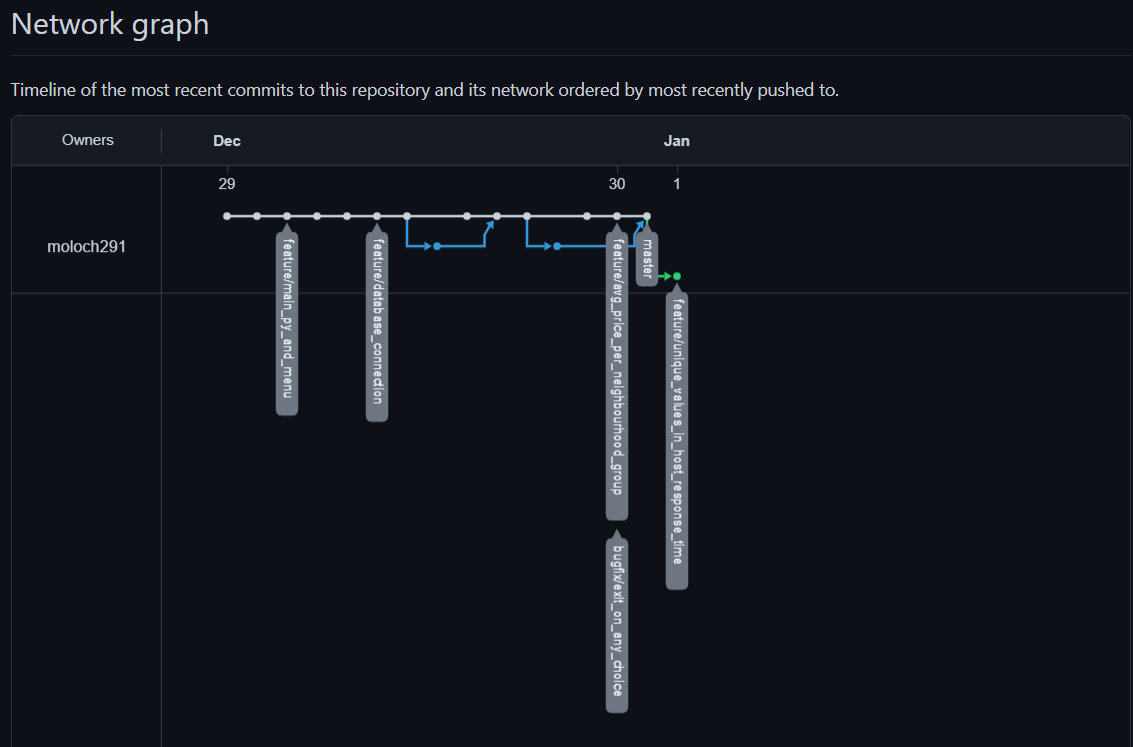 Network graph
Timeline of the most recent commits to this repository and its network ordered by most recently pushed to.
Owners
Dec
Jan
29
30
1
moloch291
feature/main_py_and_menu
feature/database_connection
feature/avg_price_per_neighbourhood_group
master
feature/unique_values_in_host_response_time
bugfix/exit_on_any_choice